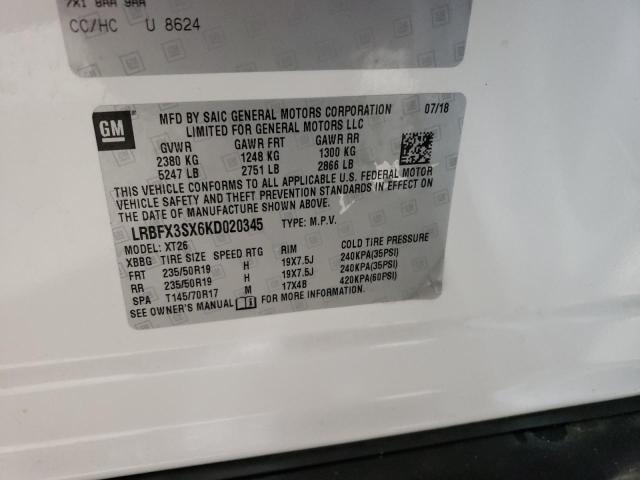 7X1 8AA 9AA
CC/HC U 8624
GM
MFD BY SAIC GENERAL MOTORS CORPORATION 07/18
LIMITED FOR GENERAL MOTORS LLC
GVWR GAWR FRT GAWR RR
2380 KG 1248 KG 1300 KG
5247 LB 2751 LB 2866 LB
THIS VEHICLE CONFORMS TO ALL APPLICABLE U.S. FEDERAL MOTOR
VEHICLE SAFETY AND THEFT PREVENTION STANDARDS IN EFFECT
ON THE DATE OF MANUFACTURE SHOWN ABOVE.
LRBFX3SX6KD020345 TYPE: M.P.V.
MODEL: XT26
XBBG TIRE SIZE SPEED RTG RIM COLD TIRE PRESSURE
FRT 235/50R19 H 19X7.5J 240KPA(35PSI)
RR 235/50R19 H 19X7.5J 240KPA(35PSI)
SPA T145/70R17 M 17X4B 420KPA(60PSI)
SEE OWNER'S MANUAL FOR MORE INFORMATION.